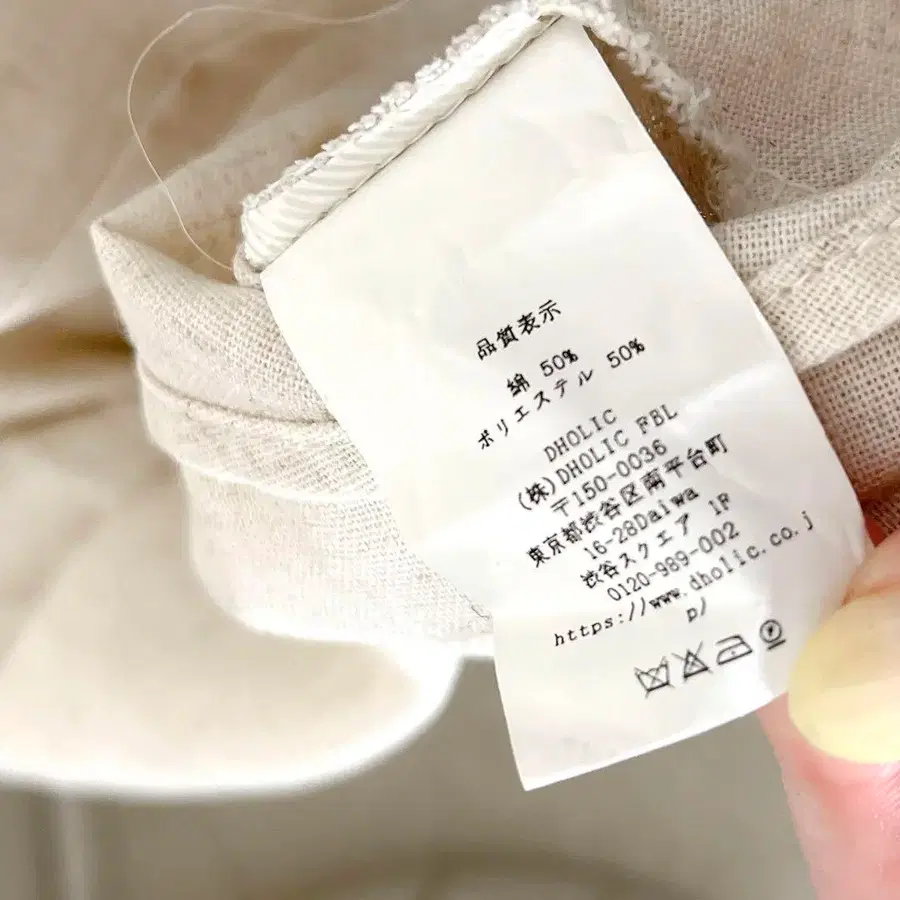 品質表示
綿 50%
ポリエステル 50%
DHOLIC
(株)DHOLIC FBL
〒150-0036
東京都渋谷区南平台町
16-28Daiwa
渋谷スクエア 1F
0120-989-002
https://www.dholic.co.j
p/